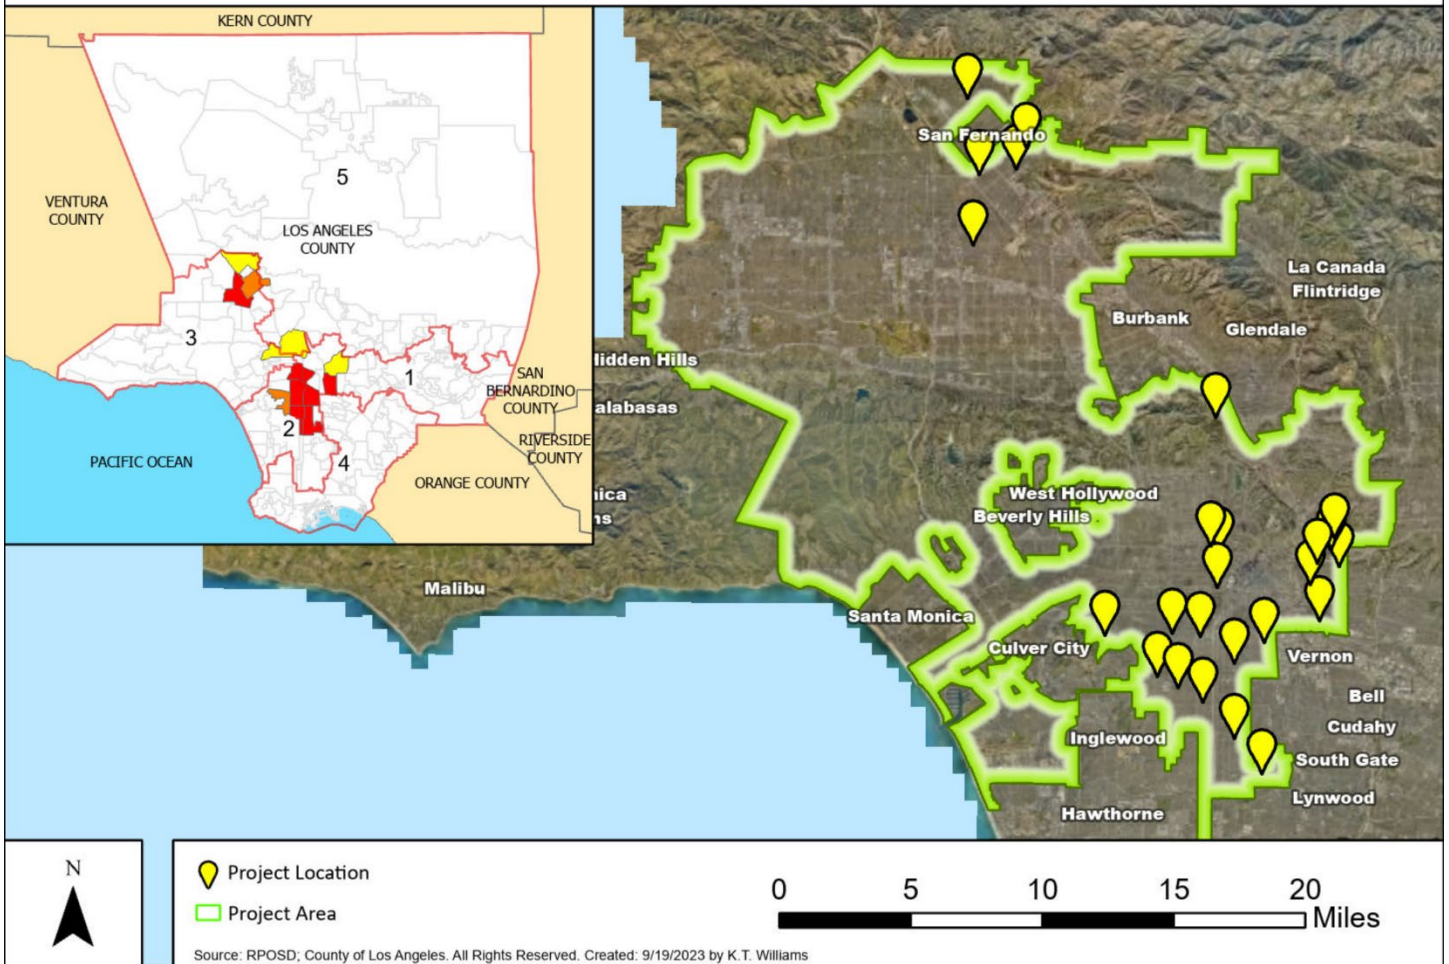 KERN COUNTY
VENTURA
COUNTY
5
LOS ANGELES
COUNTY
3
1
2
4
SAN
BERNARDINO
COUNTY
RIVERSIDE
COUNTY
ORANGE COUNTY
PACIFIC OCEAN
San Fernando
La Canada
Flintridge
Burbank
Glendale
Hidden Hills
alabasas
West Hollywood
Beverly Hills
nica
ns
Malibu
Santa Monica
Culver City
Vernon
Bell
Cudahy
Inglewood
South Gate
Lynwood
Hawthorne
N
Project Location
Project Area
0 5 10 15 20
Miles
Source: RPOSD; County of Los Angeles. All Rights Reserved. Created: 9/19/2023 by K.T. Williams